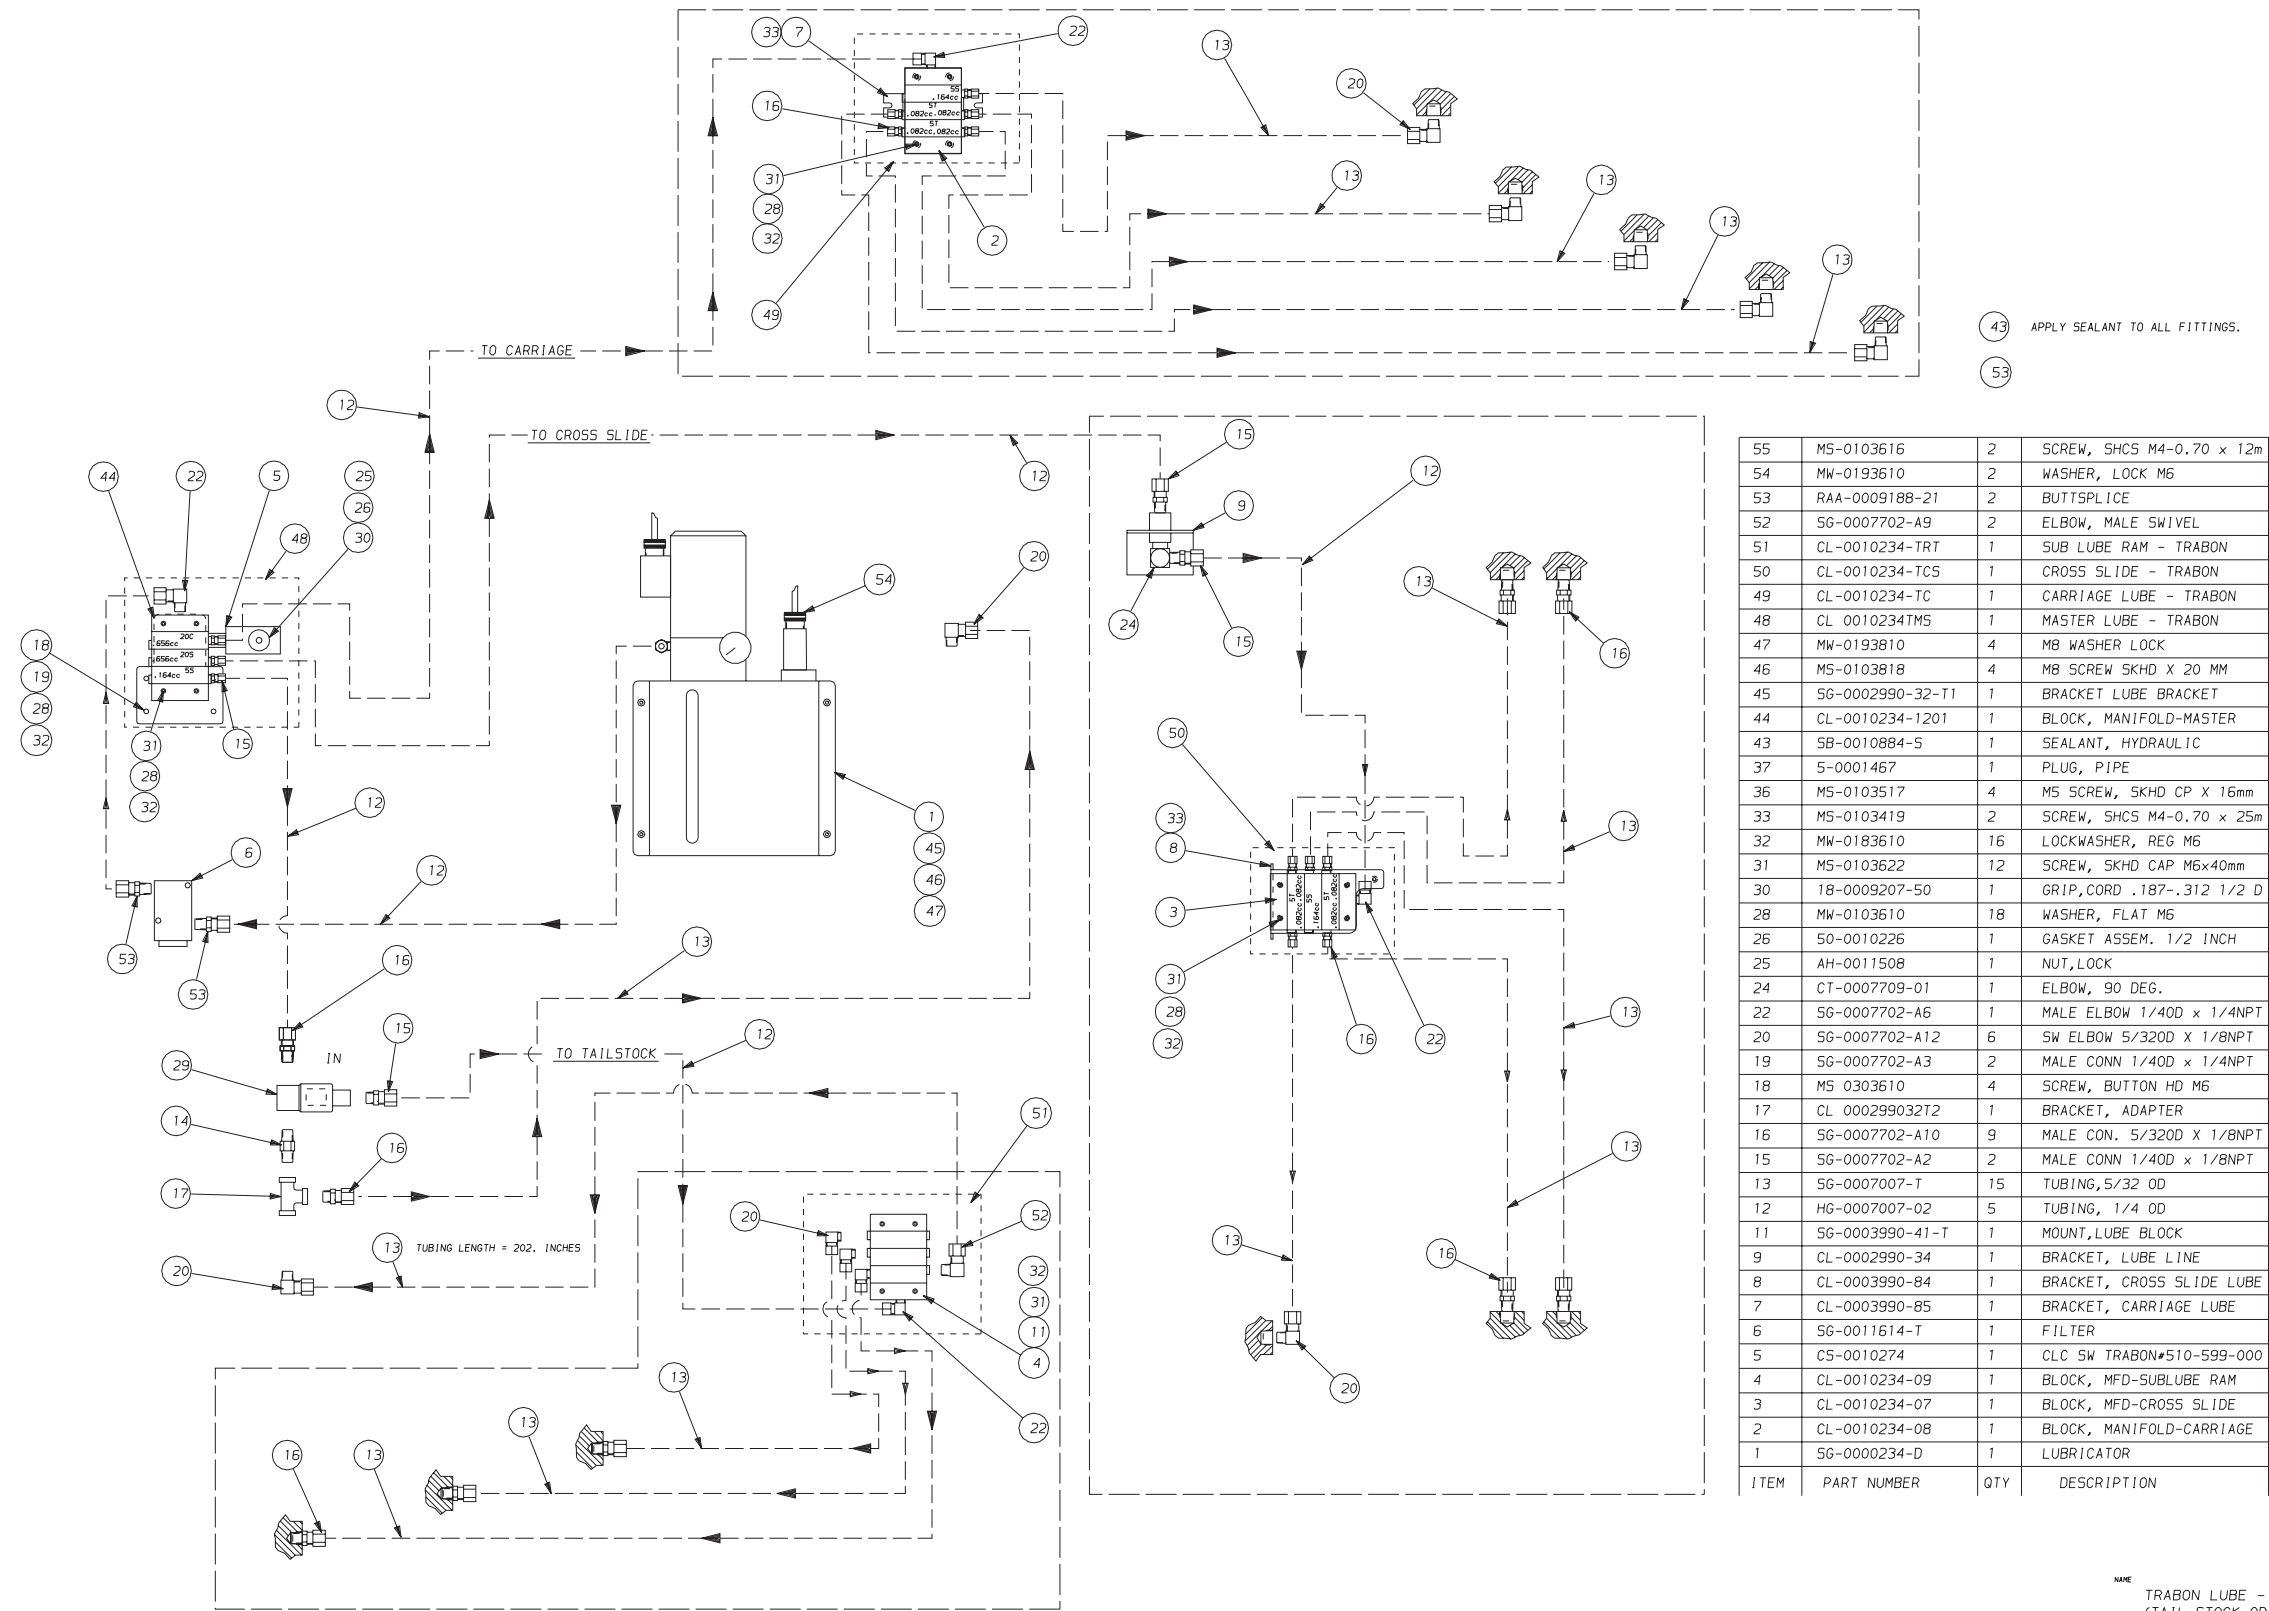 33 7 22 13 20
5S
.164cc
5T
.082cc .082cc
5T
.082cc .082cc
16
31
28
32
2
49
13
13
13
13
TO CARRIAGE
12
43 APPLY SEALANT TO ALL FITTINGS.
53
TO CROSS SLIDE
12
15
12
9
24
15
44 22 5 25
26
30
48
20C
.656cc
20S
.656cc
5S
.164cc
18
19
28
32
31
28
32
15
54
20
13
16
12
6
12
53
53
1
45
46
47
50
33
8
3
5T
.082cc .082cc
5S
.164cc
5T
.082cc .082cc
31
28
32
16
22
13
13
13
16
13
16
IN
15
29
14
16
17
TO TAILSTOCK
12
51
20
52
13 TUBING LENGTH = 202. INCHES
20
32
31
11
4
22
13
13
13
16
13
16
20
55 MS-0103616 2 SCREW, SHCS M4-0.70 x 12m
54 MW-0193610 2 WASHER, LOCK M6
53 RAA-0009188-21 2 BUTTSPLICE
52 SG-0007702-A9 2 ELBOW, MALE SWIVEL
51 CL-0010234-TRT 1 SUB LUBE RAM - TRABON
50 CL-0010234-TCS 1 CROSS SLIDE - TRABON
49 CL-0010234-TC 1 CARRIAGE LUBE - TRABON
48 CL 0010234TMS 1 MASTER LUBE - TRABON
47 MW-0193810 4 M8 WASHER LOCK
46 MS-0103818 4 M8 SCREW SKHD X 20 MM
45 SG-0002990-32-T1 1 BRACKET LUBE BRACKET
44 CL-0010234-1201 1 BLOCK, MANIFOLD-MASTER
43 SB-0010884-S 1 SEALANT, HYDRAULIC
37 S-0001467 1 PLUG, PIPE
36 MS-0103517 4 M5 SCREW, SKHD CP X 16mm
33 MS-0103419 2 SCREW, SHCS M4-0.70 x 25m
32 MW-0183610 16 LOCKWASHER, REG M6
31 MS-0103622 12 SCREW, SKHD CAP M6x40mm
30 18-0009207-50 1 GRIP,CORD .187-.312 1/2 D
28 MW-0103610 18 WASHER, FLAT M6
26 50-0010226 1 GASKET ASSEM. 1/2 INCH
25 AH-0011508 1 NUT,LOCK
24 CT-0007709-01 1 ELBOW, 90 DEG.
22 SG-0007702-A6 1 MALE ELBOW 1/4OD x 1/4NPT
20 SG-0007702-A12 6 SW ELBOW 5/32OD X 1/8NPT
19 SG-0007702-A3 2 MALE CONN 1/4OD x 1/4NPT
18 MS 0303610 4 SCREW, BUTTON HD M6
17 CL 000299032T2 1 BRACKET, ADAPTER
16 SG-0007702-A10 9 MALE CON. 5/32OD X 1/8NPT
15 SG-0007702-A2 2 MALE CONN 1/4OD x 1/8NPT
13 SG-0007007-T 15 TUBING,5/32 OD
12 HG-0007007-02 5 TUBING, 1/4 OD
11 SG-0003990-41-T 1 MOUNT,LUBE BLOCK
9 CL-0002990-34 1 BRACKET, LUBE LINE
8 CL-0003990-84 1 BRACKET, CROSS SLIDE LUBE
7 CL-0003990-85 1 BRACKET, CARRIAGE LUBE
6 SG-0011614-T 1 FILTER
5 CS-0010274 1 CLC SW TRABON#510-599-000
4 CL-0010234-09 1 BLOCK, MFD-SUBLUBE RAM
3 CL-0010234-07 1 BLOCK, MFD-CROSS SLIDE
2 CL-0010234-08 1 BLOCK, MANIFOLD-CARRIAGE
1 SG-0000234-D 1 LUBRICATOR
ITEM PART NUMBER QTY DESCRIPTION
NAME
TRABON LUBE -
(TAIL STOCK OP